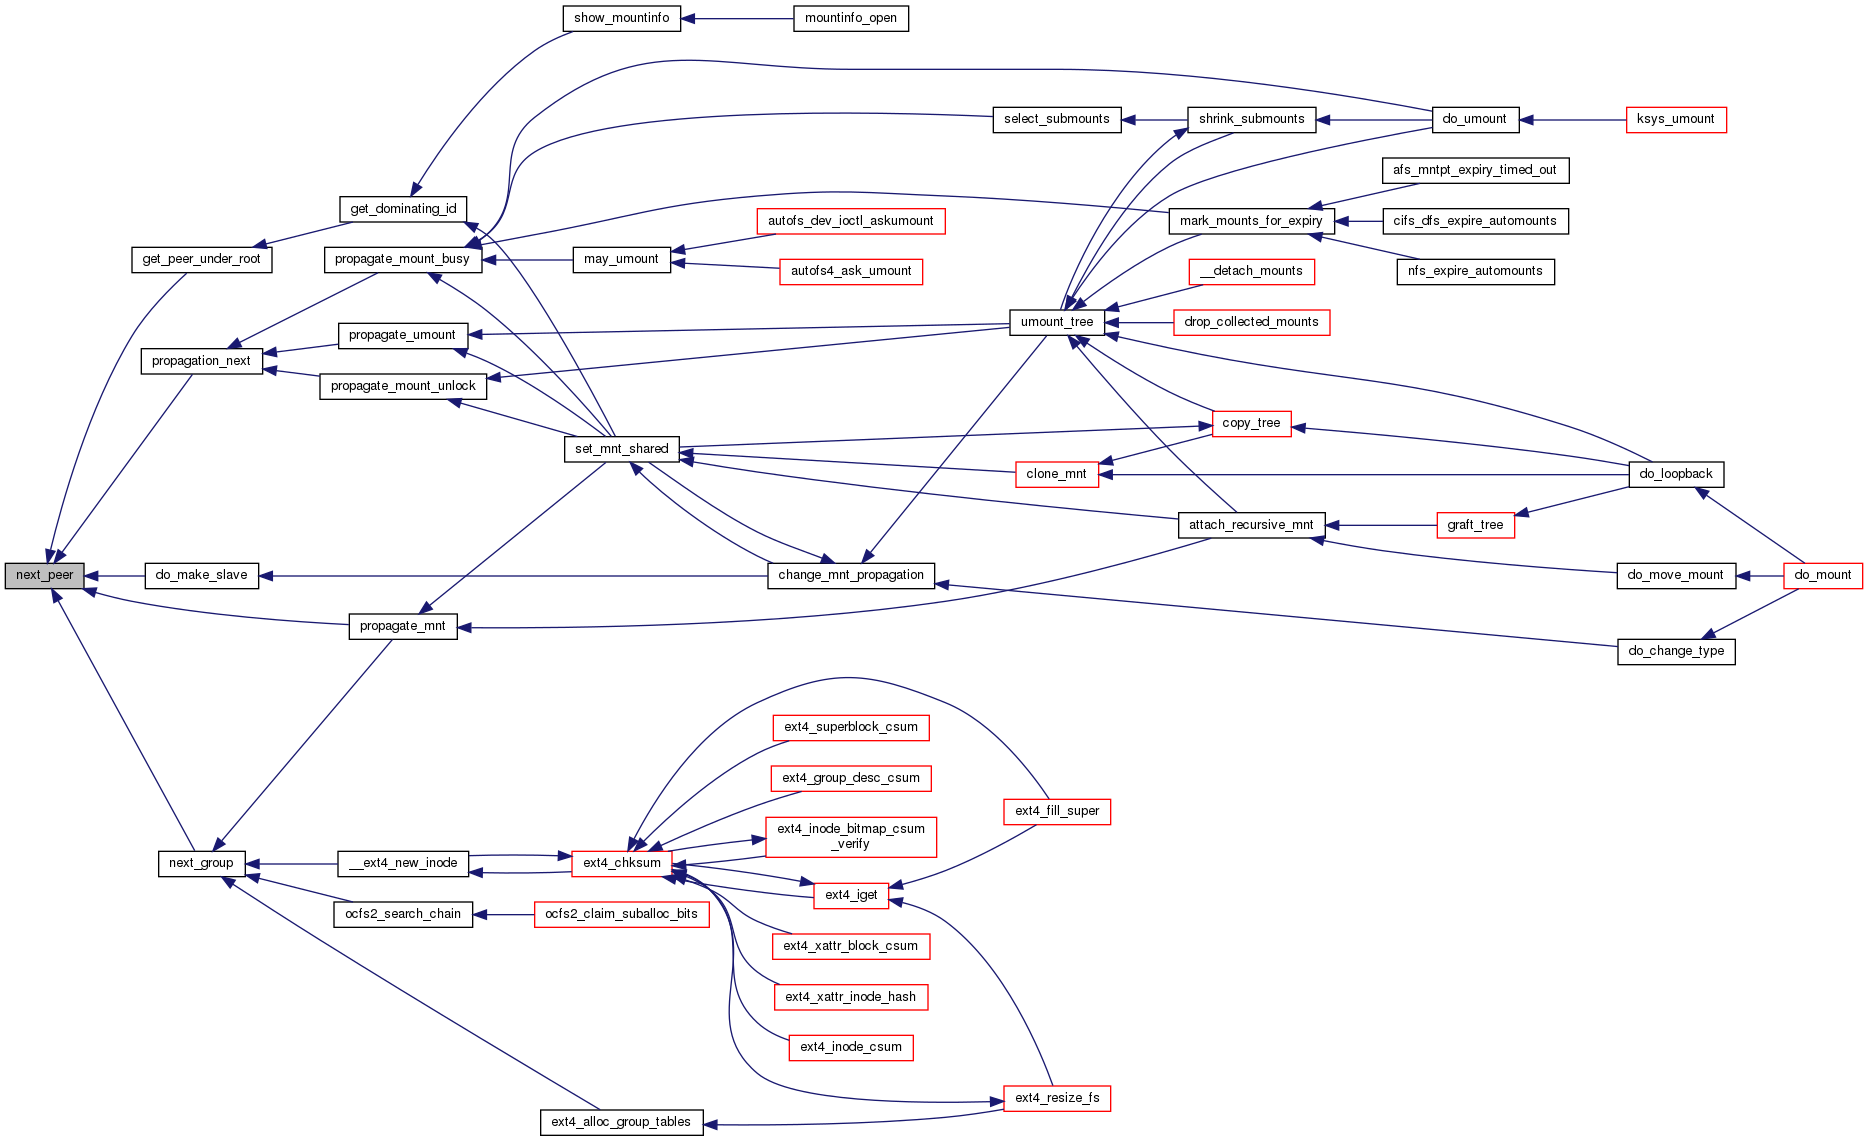 show_mountinfo
mountinfo_open
select_submounts
shrink_submounts
do_umount
ksys_umount
afs_mntpt_expiry_timed_out
get_dominating_id
autofs_dev_ioctl_askumount
mark_mounts_for_expiry
cifs_dfs_expire_automounts
get_peer_under_root
propagate_mount_busy
may_umount
autofs4_ask_umount
__detach_mounts
nfs_expire_automounts
propagate_umount
umount_tree
drop_collected_mounts
propagation_next
propagate_mount_unlock
copy_tree
set_mnt_shared
clone_mnt
do_loopback
attach_recursive_mnt
graft_tree
next_peer
do_make_slave
change_mnt_propagation
do_move_mount
do_mount
propagate_mnt
do_change_type
ext4_superblock_csum
ext4_group_desc_csum
ext4_fill_super
ext4_inode_bitmap_csum
_verify
next_group
__ext4_new_inode
ext4_chksum
ext4_iget
ocfs2_search_chain
ocfs2_claim_suballoc_bits
ext4_xattr_block_csum
ext4_xattr_inode_hash
ext4_inode_csum
ext4_resize_fs
ext4_alloc_group_tables